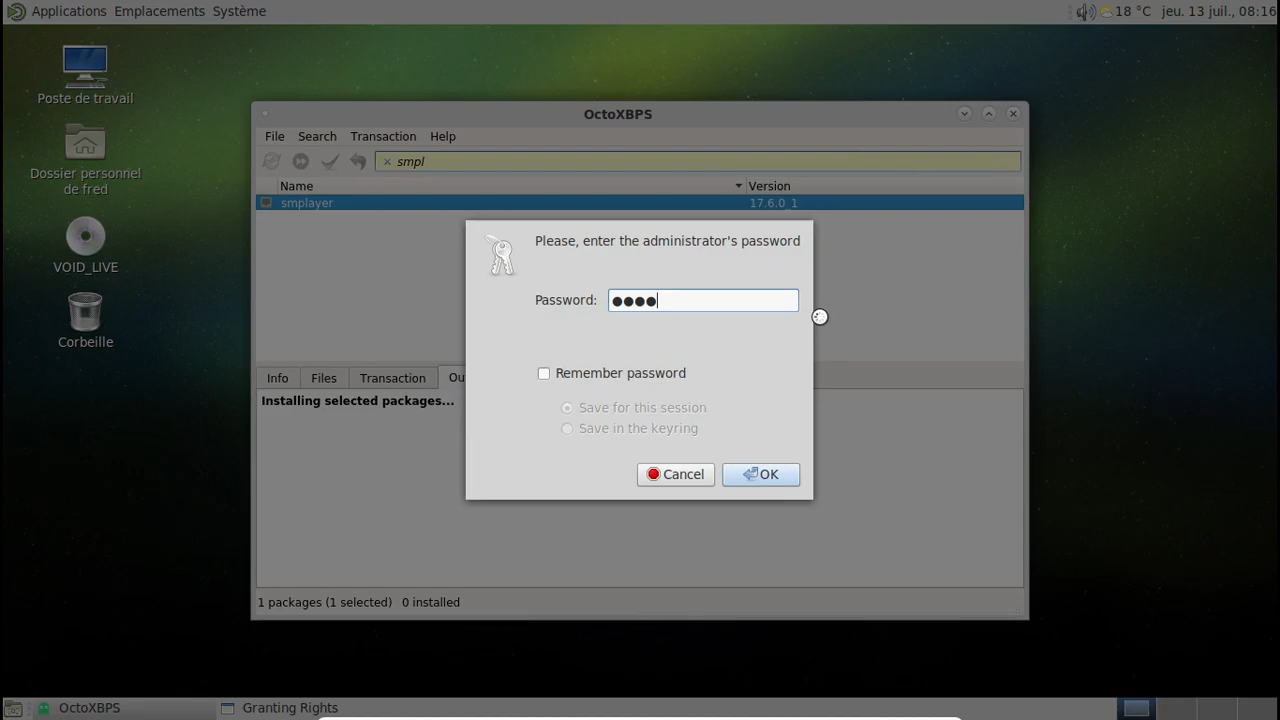 Applications Emplacements Système
18 °C jeu. 13 juil., 08:16
Poste de travail
Dossier personnel
de fred
VOID_LIVE
Corbeille
OctoXBPS
File Search Transaction Help
smpl
Name Version
smplayer 17.6.0_1
Please, enter the administrator's password
Password: ●●●●
Remember password
Save for this session
Save in the keyring
Cancel OK
Info Files Transaction Ou
Installing selected packages...
1 packages (1 selected) 0 installed
OctoXBPS Granting Rights